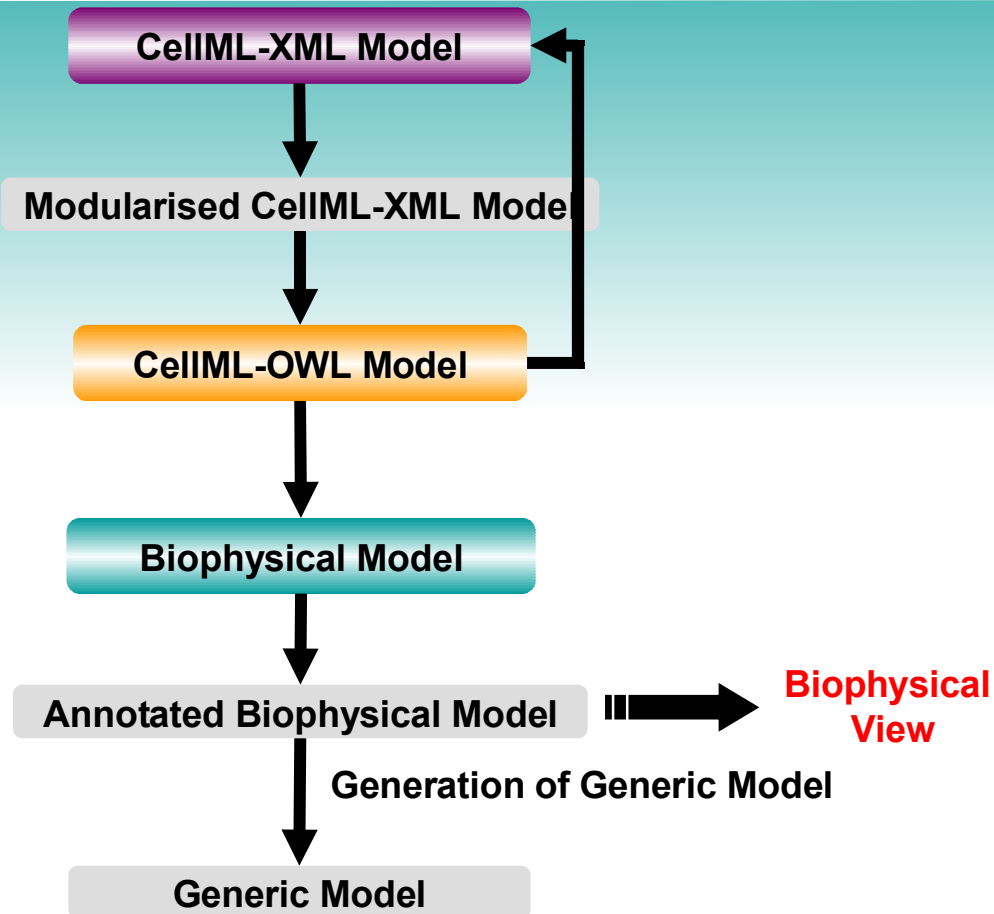 CellML-XML Model
Modularised CellML-XML Model
CellML-OWL Model
Biophysical Model
Annotated Biophysical Model
Biophysical
View
Generation of Generic Model
Generic Model